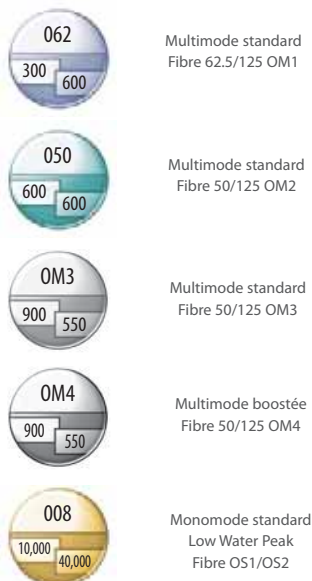 062
300
600
Multimode standard
Fibre 62.5/125 OM1
050
600
600
Multimode standard
Fibre 50/125 OM2
OM3
900
550
Multimode standard
Fibre 50/125 OM3
OM4
900
550
Multimode boostée
Fibre 50/125 OM4
008
10,000
40,000
Monomode standard
Low Water Peak
Fibre OS1/OS2